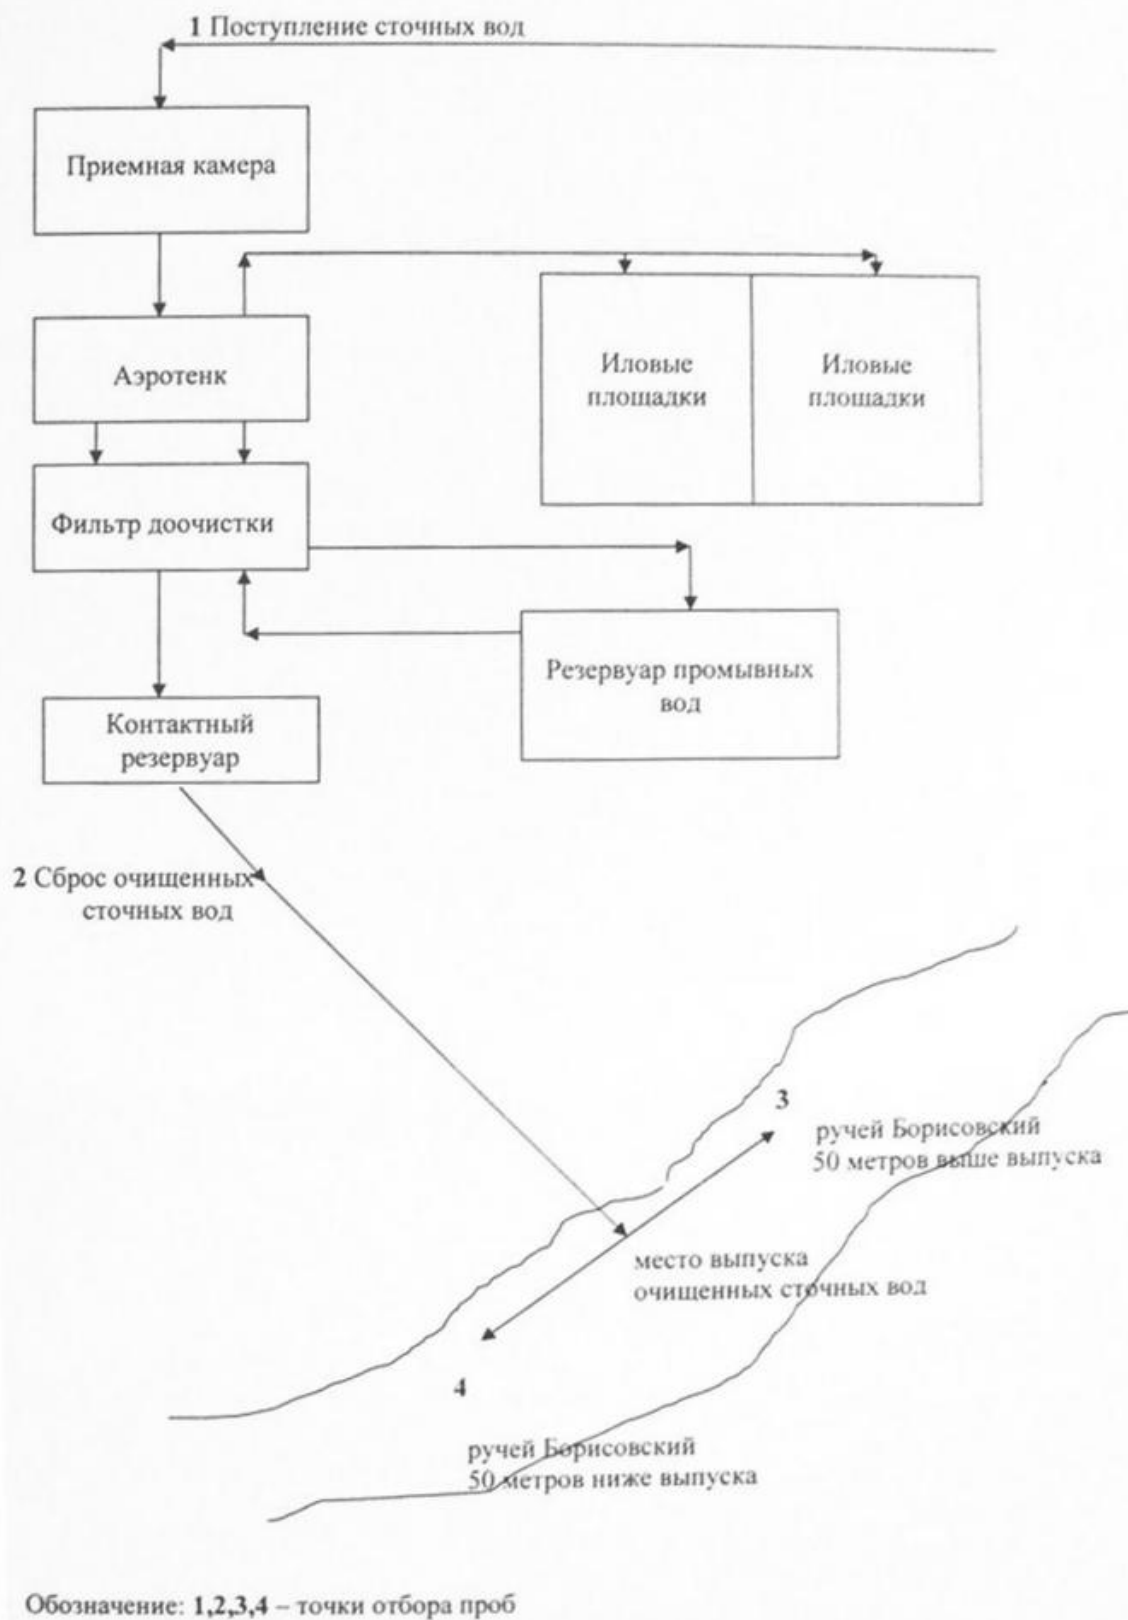 1 Поступление сточных вод
Приемная камера
Аэротенк
Иловые
площадки
Иловые
площадки
Фильтр доочистки
Резервуар промывных
вод
Контактный
резервуар
2 Сброс очищенных
сточных вод
3
ручей Борисовский
50 метров выше выпуска
место выпуска
очищенных сточных вод
4
ручей Борисовский
50 метров ниже выпуска
Обозначение: 1,2,3,4 – точки отбора проб